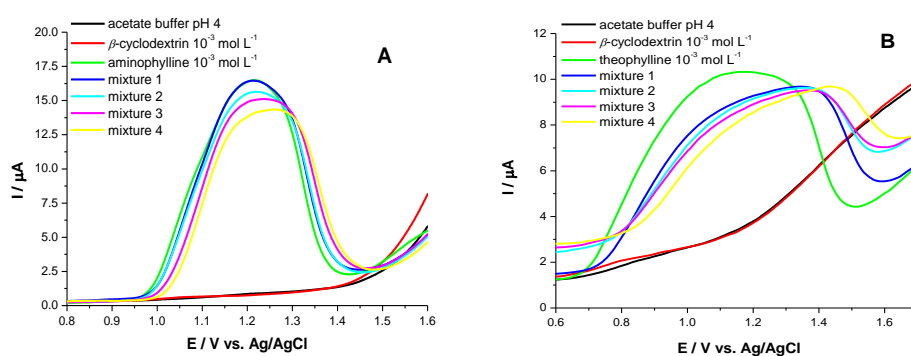 acetate buffer pH 4
β-cyclodextrin 10⁻³ mol L⁻¹
aminophylline 10⁻³ mol L⁻¹
mixture 1
mixture 2
mixture 3
mixture 4
A
20.0
17.5
15.0
12.5
10.0
7.5
5.0
2.5
0.0
I / µA
0.8 0.9 1.0 1.1 1.2 1.3 1.4 1.5 1.6
E / V vs. Ag/AgCl
acetate buffer pH 4
β-cyclodextrin 10⁻³ mol L⁻¹
theophylline 10⁻³ mol L⁻¹
mixture 1
mixture 2
mixture 3
mixture 4
B
12
10
8
6
4
2
0
I / µA
0.6 0.8 1.0 1.2 1.4 1.6
E / V vs. Ag/AgCl